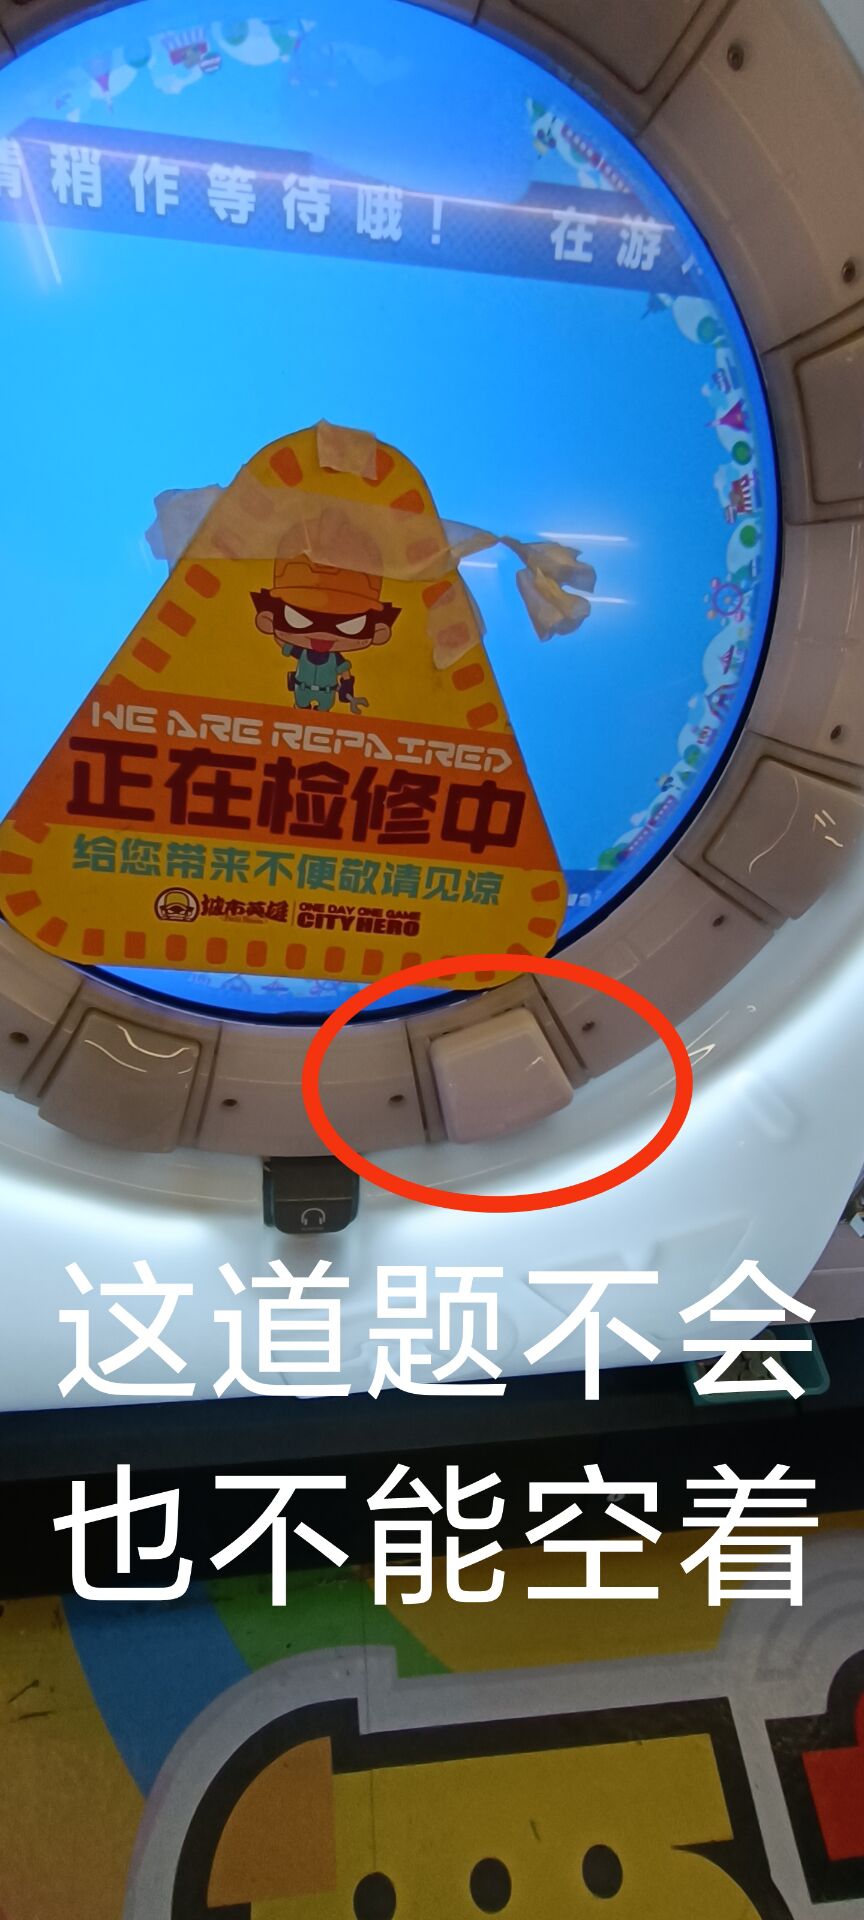 请稍作等待哦！ 在游
WE ARE REPAIRED
正在检修中
给您带来不便敬请见谅
城市英雄
ONE DAY ONE GAME
CITY HERO
这道题不会
也不能空着